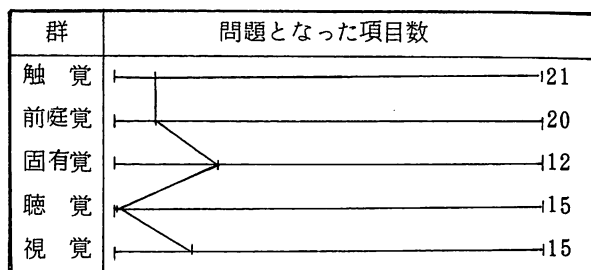 群 問題となった項目数
触 覚 21
前庭覚 20
固有覚 12
聴 覚 15
視 覚 15